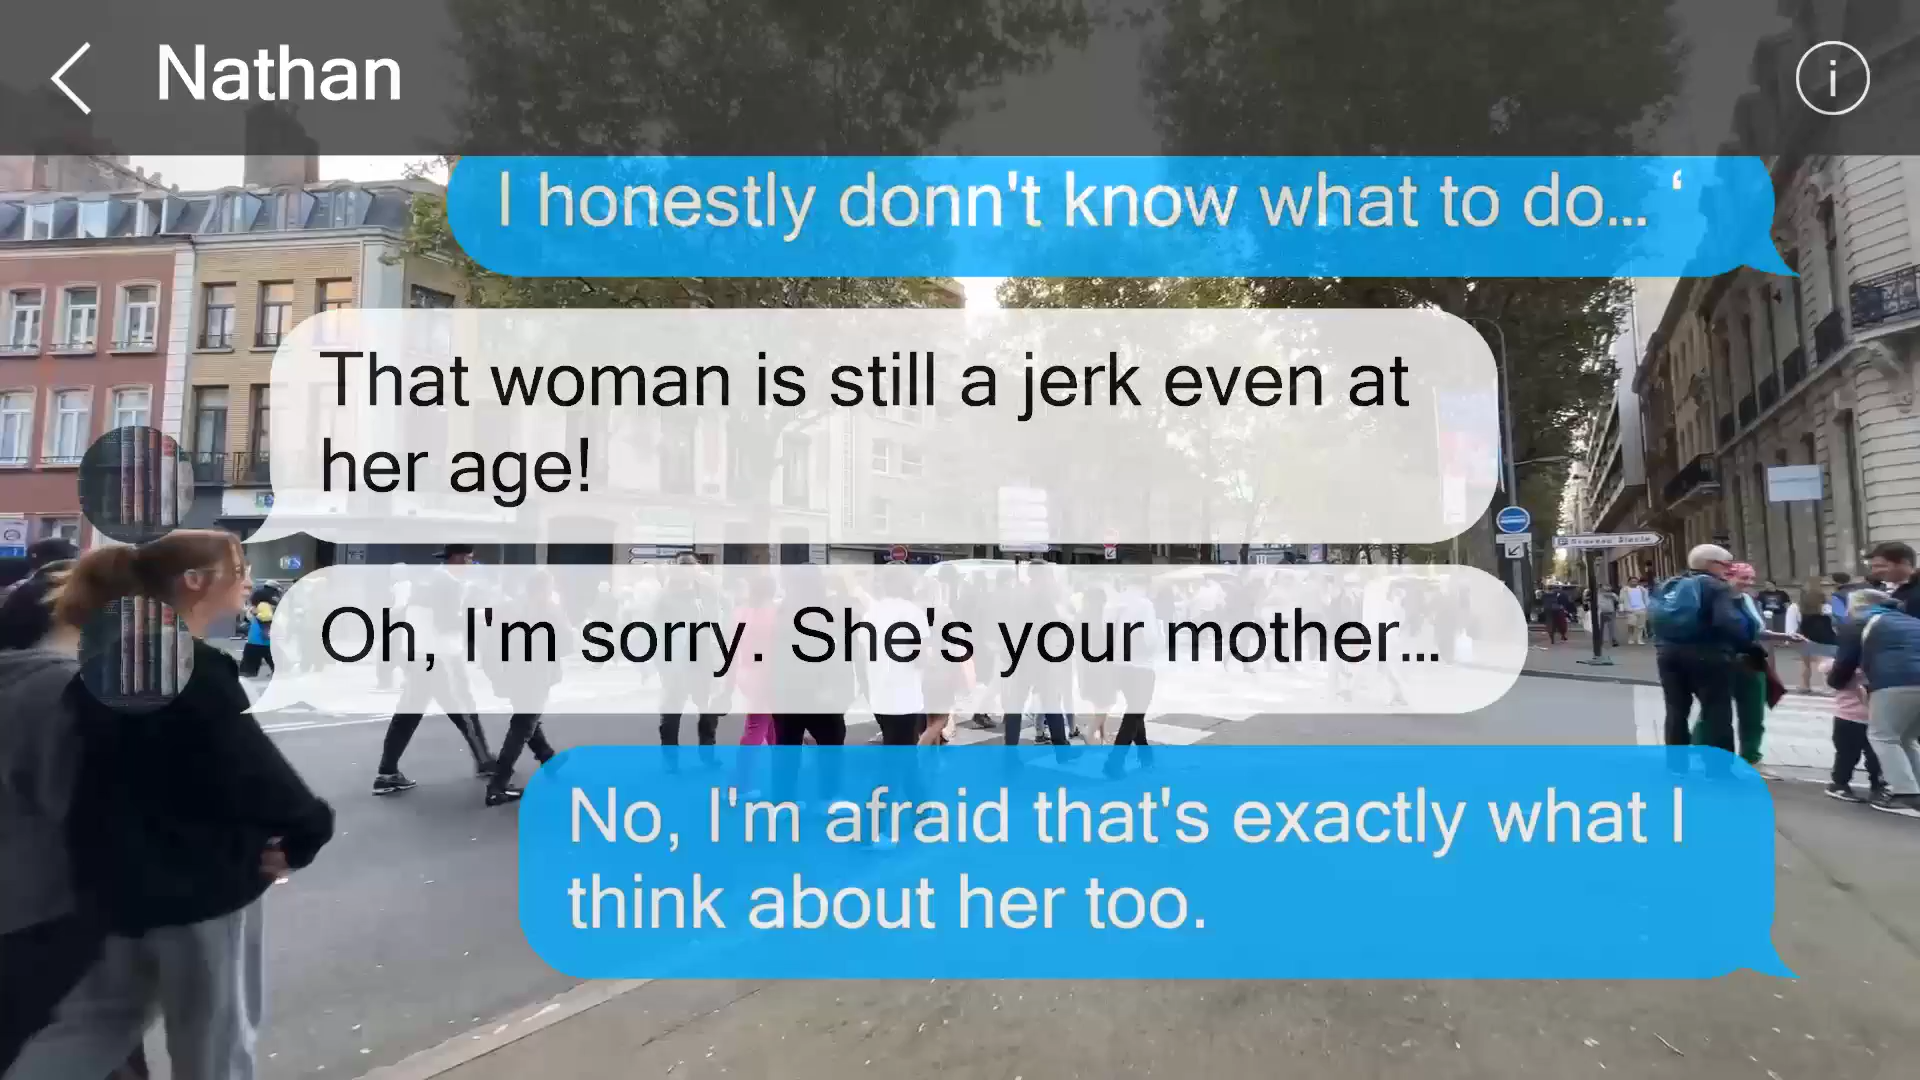 Nathan
i
I honestly donn't know what to do... ‘
That woman is still a jerk even at
her age!
Oh, I'm sorry. She's your mother...
No, I'm afraid that's exactly what I
think about her too.